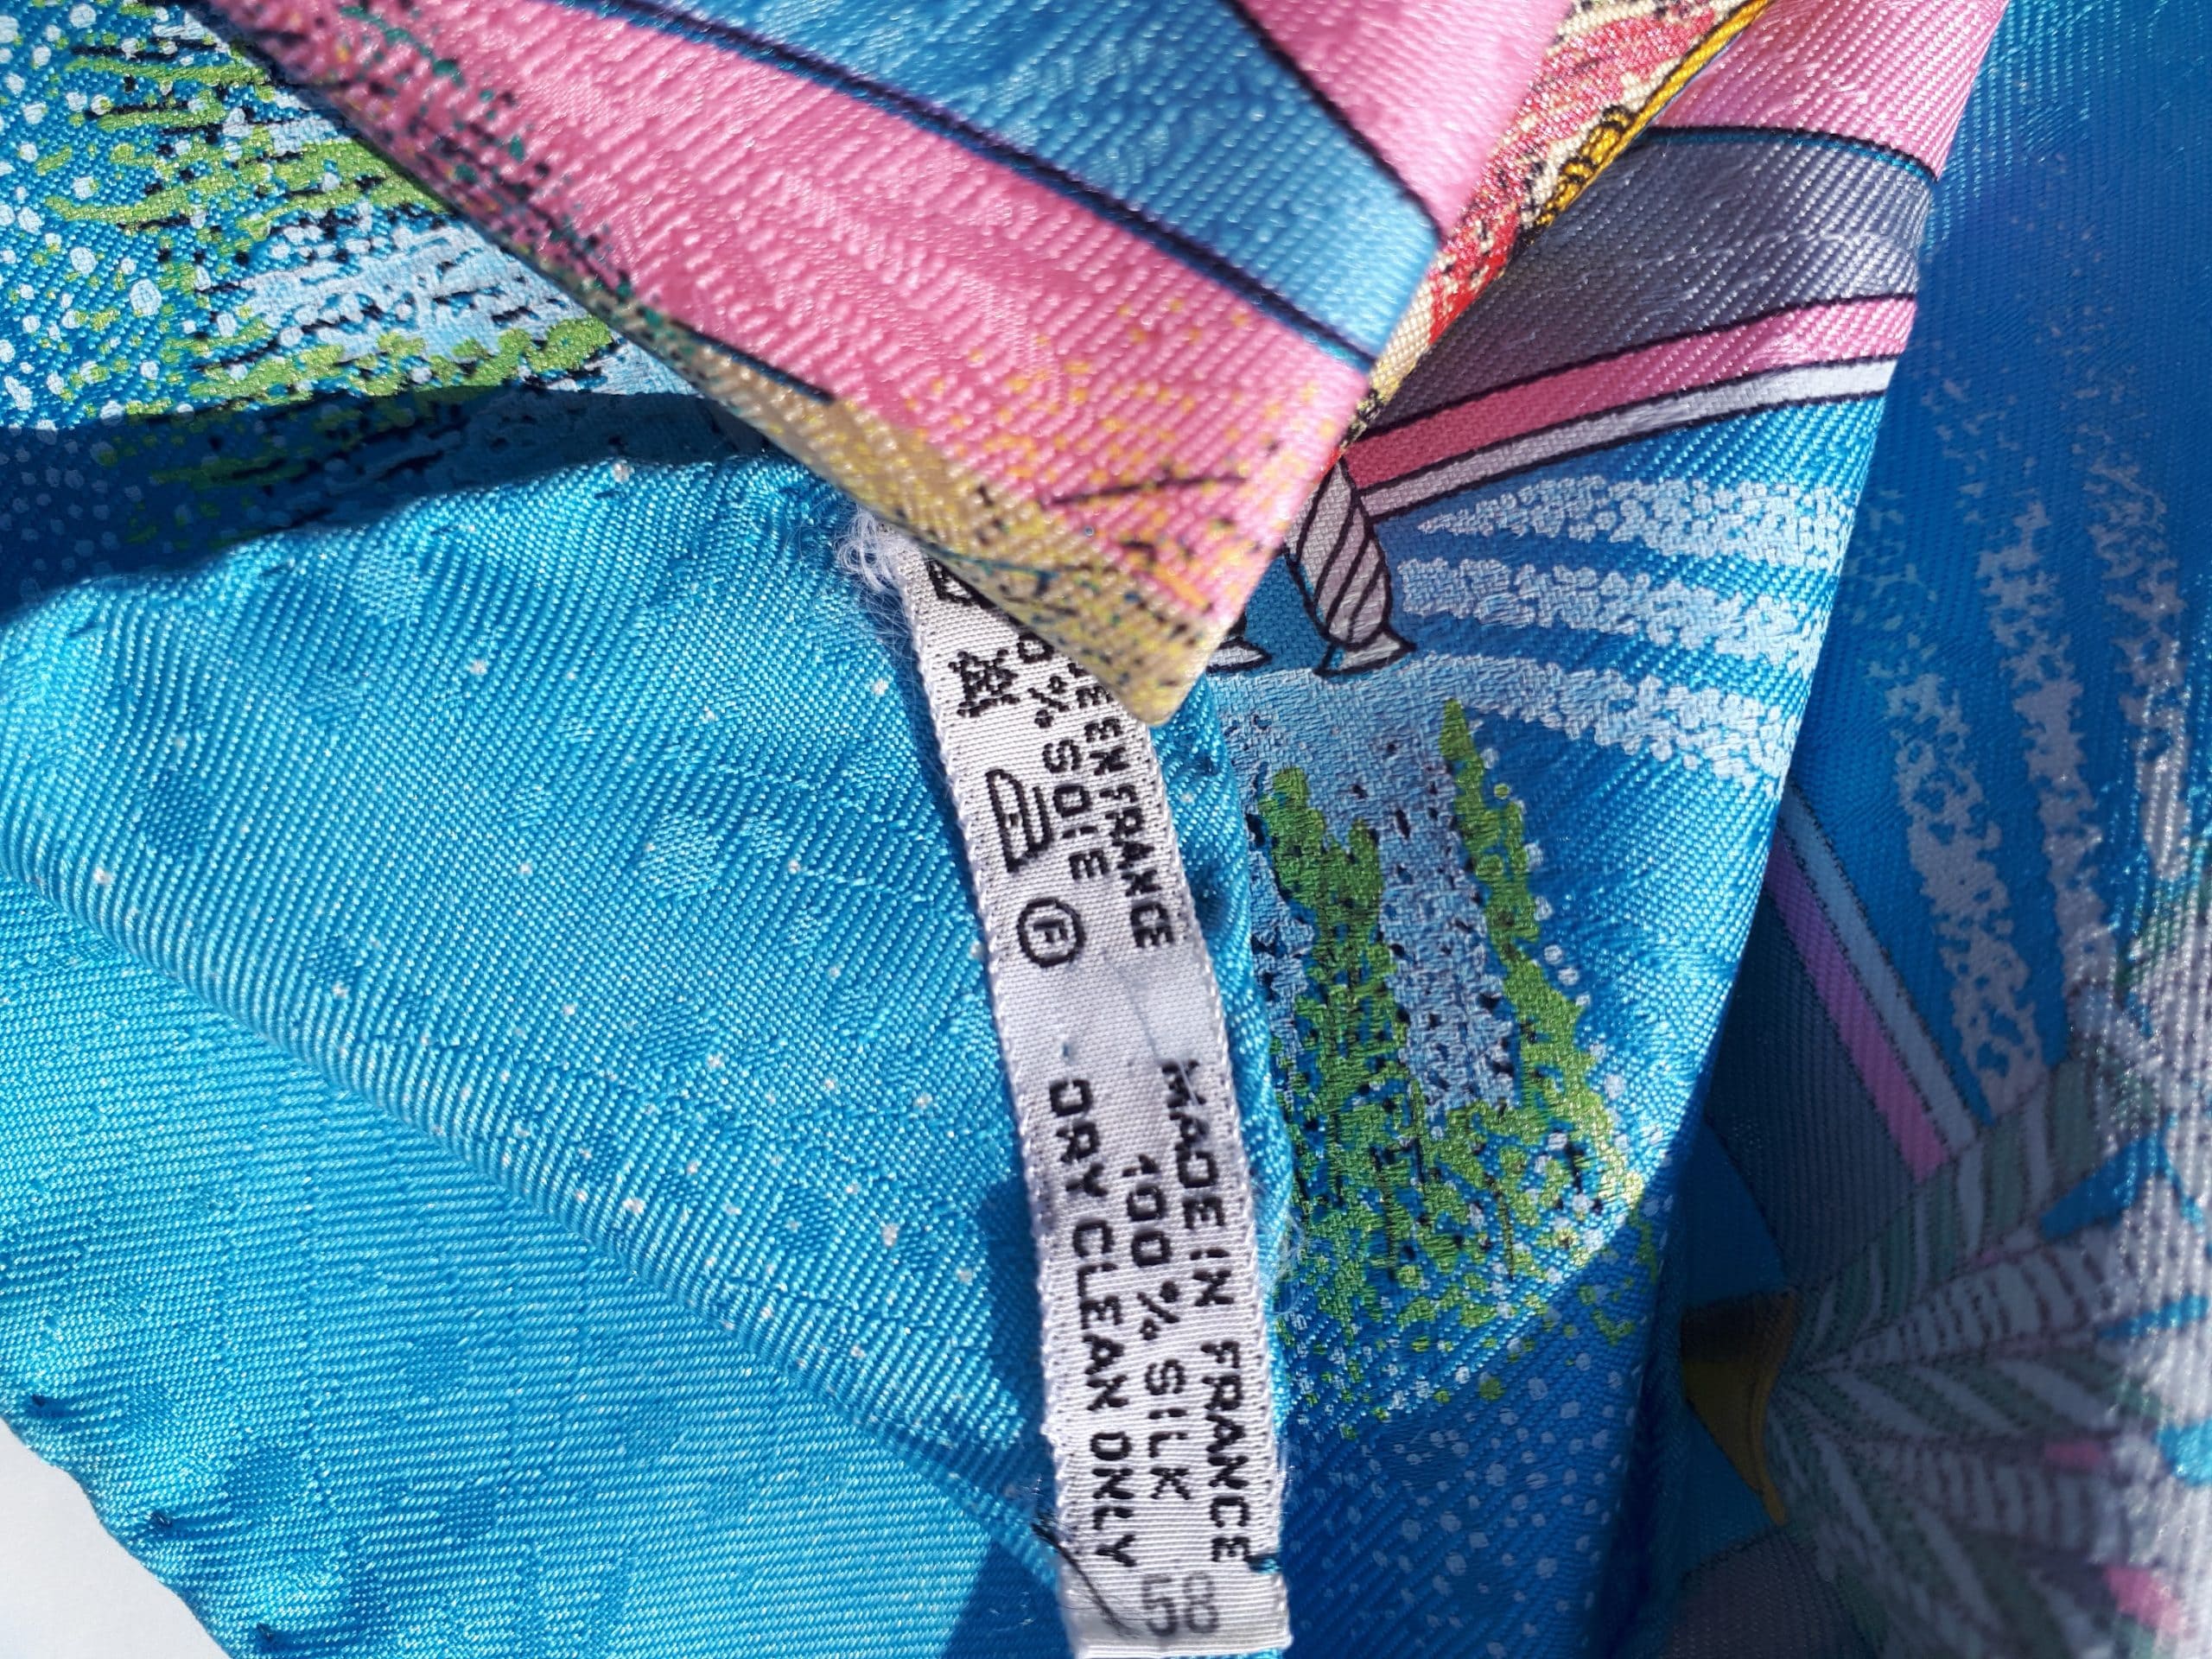 EN FRANCE
% SOIE
F
MADE IN FRANCE
100 % SILK
DRY CLEAN ONLY
58